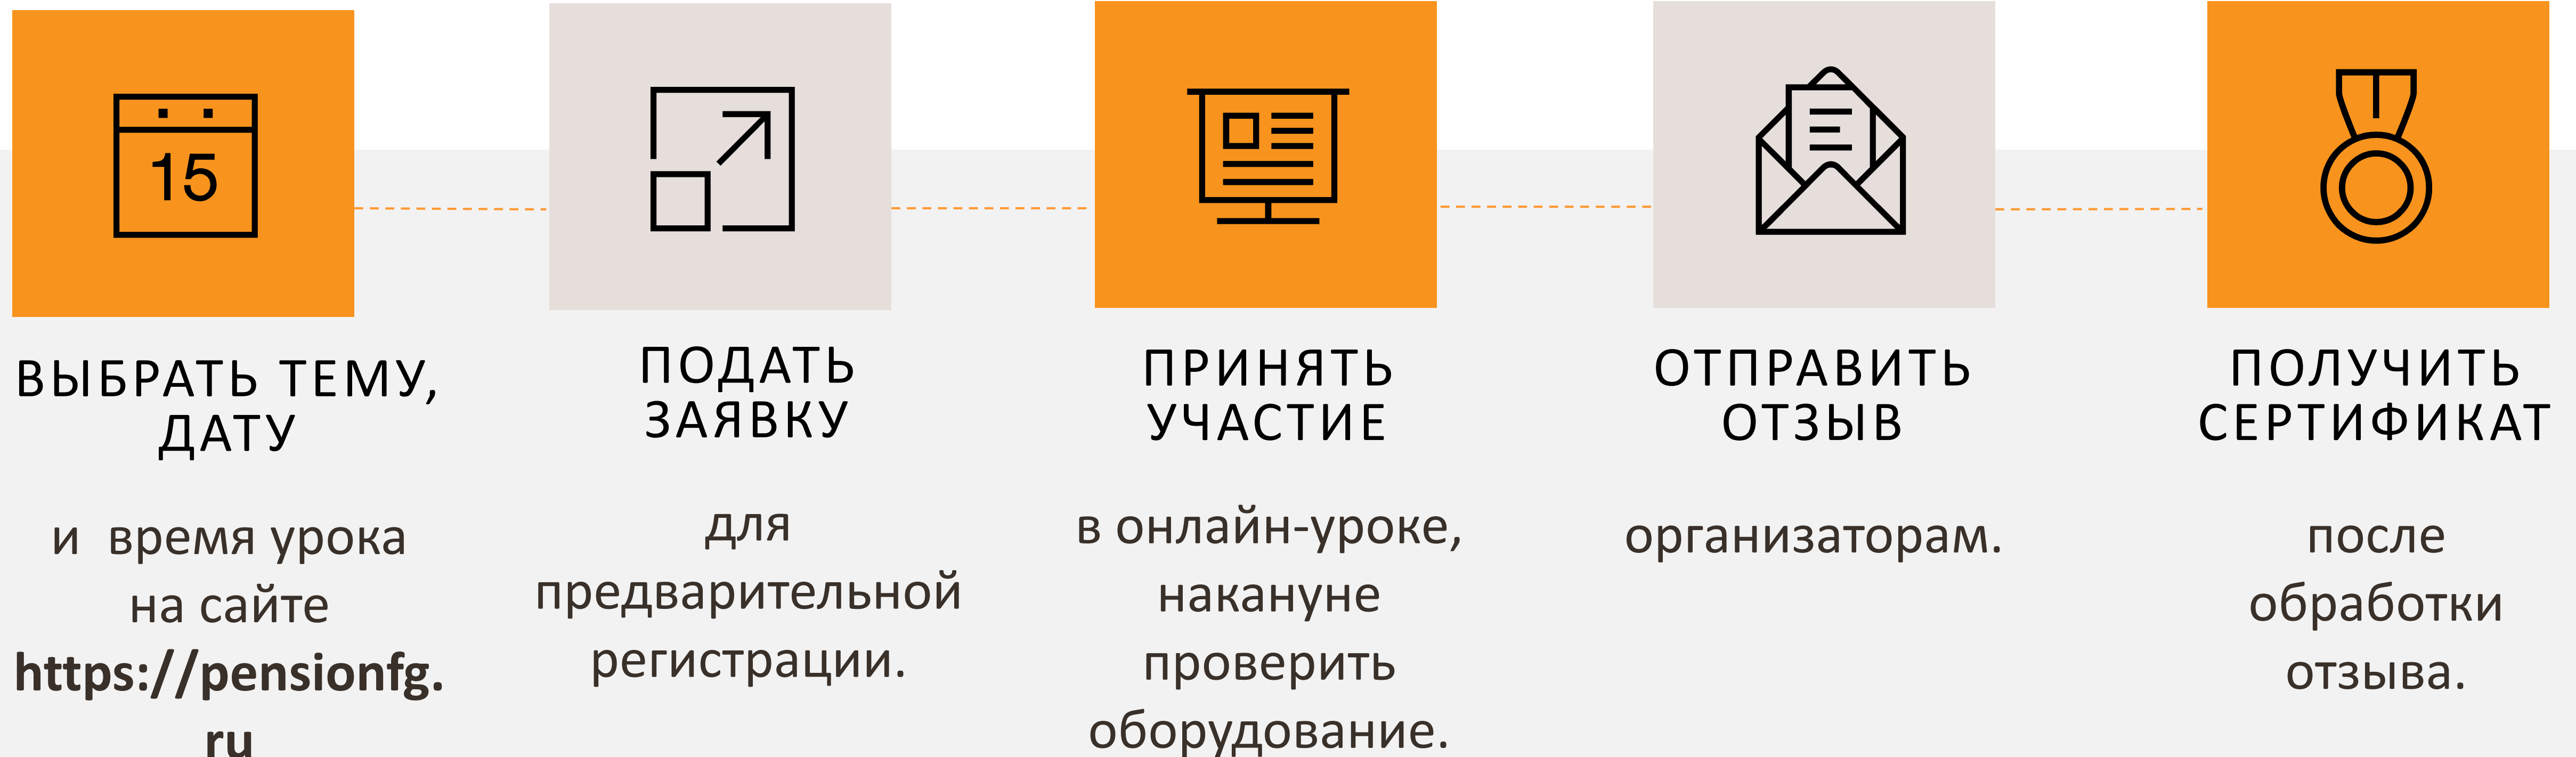 15
ВЫБРАТЬ ТЕМУ,
ДАТУ
и время урока
на сайте
https://pensionfg.
ru
ПОДАТЬ
ЗАЯВКУ
для
предварительной
регистрации.
ПРИНЯТЬ
УЧАСТИЕ
в онлайн-уроке,
накануне
проверить
оборудование.
ОТПРАВИТЬ
ОТЗЫВ
организаторам.
ПОЛУЧИТЬ
СЕРТИФИКАТ
после
обработки
отзыва.